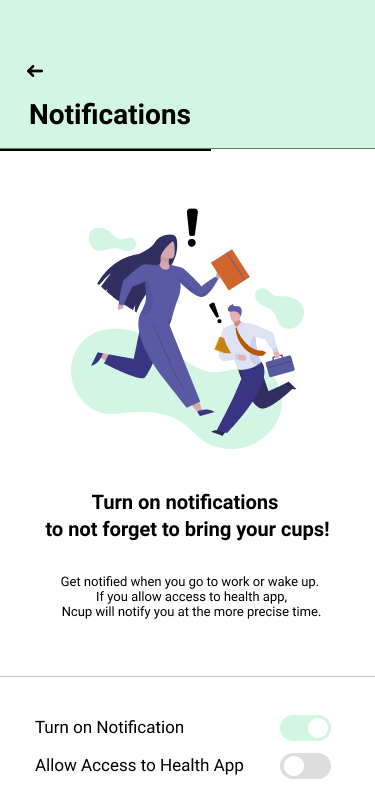 Notifications
Turn on notifications
to not forget to bring your cups!
Get notified when you go to work or wake up.
If you allow access to health app,
Ncup will notify you at the more precise time.
Turn on Notification
Allow Access to Health App